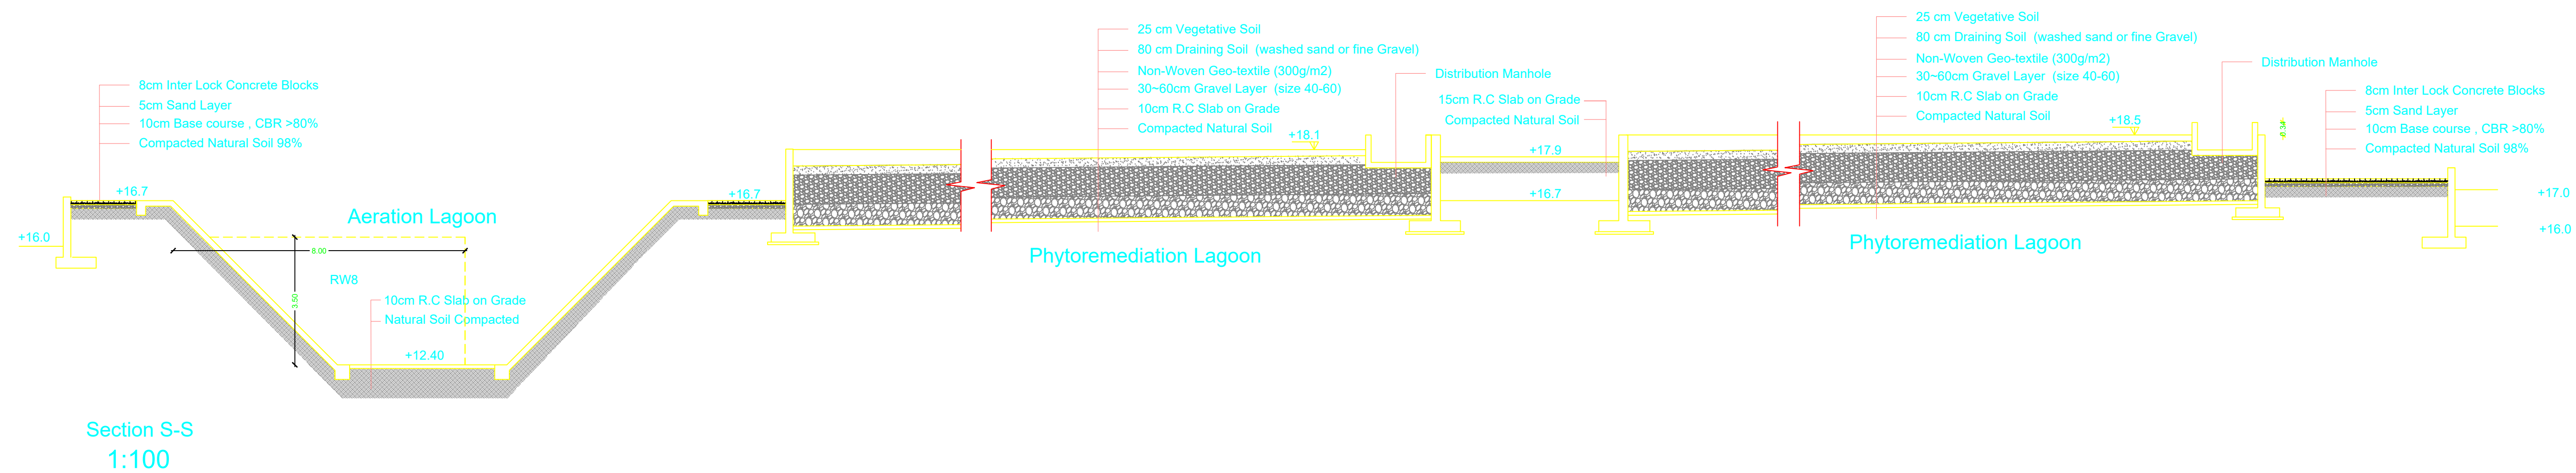 8cm Inter Lock Concrete Blocks
5cm Sand Layer
10cm Base course , CBR >80%
Compacted Natural Soil 98%
+16.7
+16.0
Aeration Lagoon
8.00
3.50
RW8
10cm R.C Slab on Grade
Natural Soil Compacted
+12.40
+16.7
25 cm Vegetative Soil
80 cm Draining Soil (washed sand or fine Gravel)
Non-Woven Geo-textile (300g/m2)
30~60cm Gravel Layer (size 40-60)
10cm R.C Slab on Grade
Compacted Natural Soil
+18.1
Phytoremediation Lagoon
Distribution Manhole
15cm R.C Slab on Grade
Compacted Natural Soil
+17.9
+16.7
25 cm Vegetative Soil
80 cm Draining Soil (washed sand or fine Gravel)
Non-Woven Geo-textile (300g/m2)
30~60cm Gravel Layer (size 40-60)
10cm R.C Slab on Grade
Compacted Natural Soil
+18.5
Phytoremediation Lagoon
Distribution Manhole
0.34
8cm Inter Lock Concrete Blocks
5cm Sand Layer
10cm Base course , CBR >80%
Compacted Natural Soil 98%
+17.0
+16.0
Section S-S
1:100